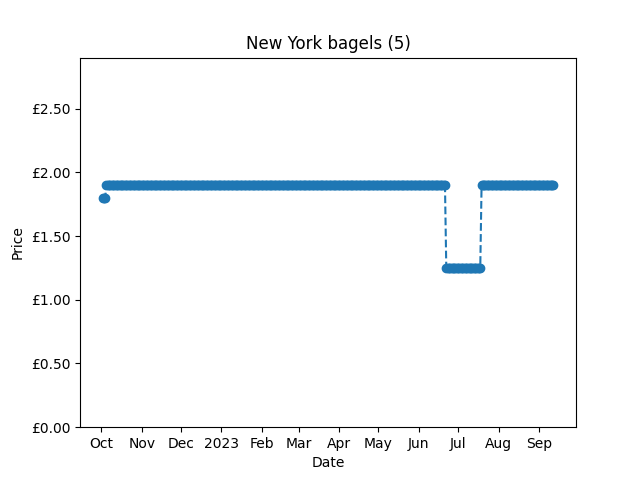 New York bagels (5)
£2.50
£2.00
£1.50
£1.00
£0.50
£0.00
Price
Oct Nov Dec 2023 Feb Mar Apr May Jun Jul Aug Sep
Date